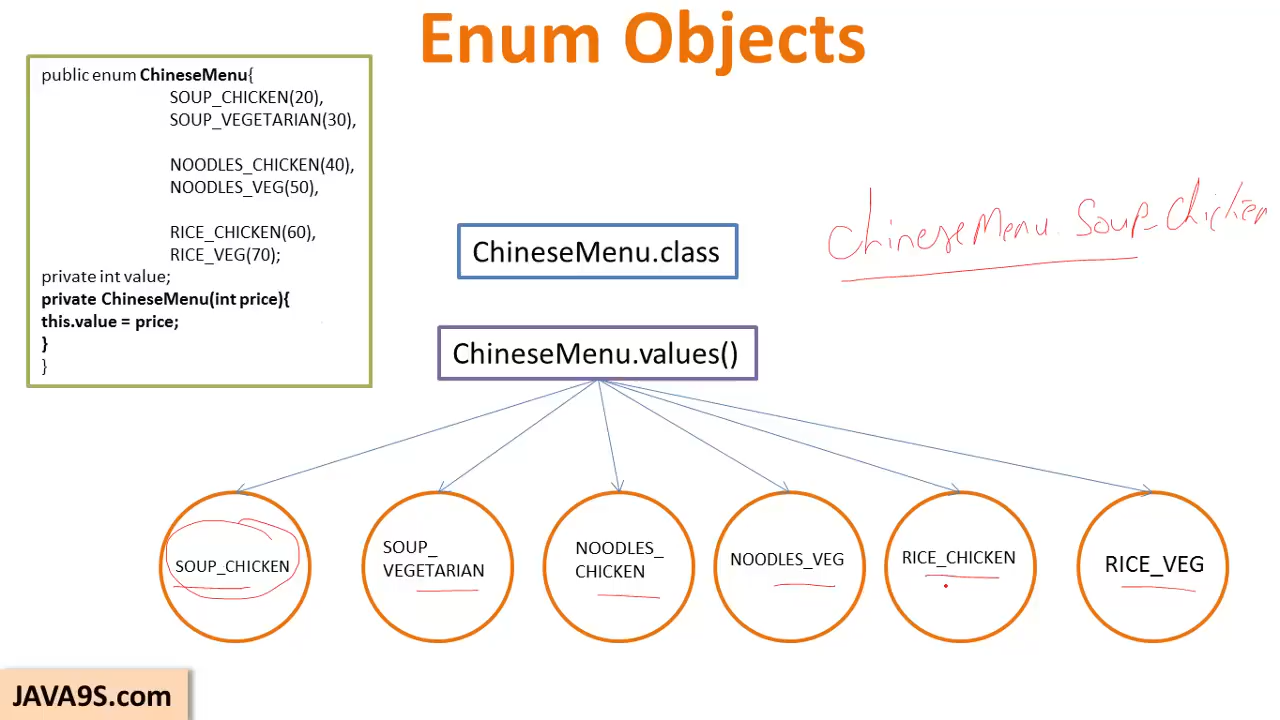 Enum Objects
public enum ChineseMenu{
SOUP_CHICKEN(20),
SOUP_VEGETARIAN(30),
NOODLES_CHICKEN(40),
NOODLES_VEG(50),
RICE_CHICKEN(60),
RICE_VEG(70);
private int value;
private ChineseMenu(int price){
this.value = price;
}
}
ChineseMenu.class
ChineseMenu.Soup_Chicken
ChineseMenu.values()
SOUP_CHICKEN
SOUP_
VEGETARIAN
NOODLES_
CHICKEN
NOODLES_VEG
RICE_CHICKEN
RICE_VEG
JAVA9S.com